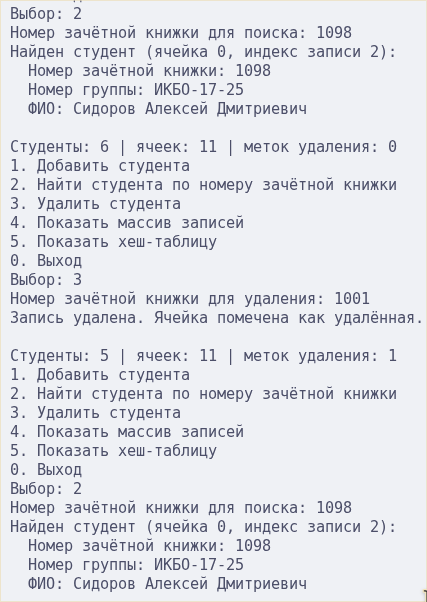 Выбор: 2
Номер зачётной книжки для поиска: 1098
Найден студент (ячейка 0, индекс записи 2):
  Номер зачётной книжки: 1098
  Номер группы: ИКБО-17-25
  ФИО: Сидоров Алексей Дмитриевич

Студенты: 6 | ячеек: 11 | меток удаления: 0
1. Добавить студента
2. Найти студента по номеру зачётной книжки
3. Удалить студента
4. Показать массив записей
5. Показать хеш-таблицу
0. Выход
Выбор: 3
Номер зачётной книжки для удаления: 1001
Запись удалена. Ячейка помечена как удалённая.

Студенты: 5 | ячеек: 11 | меток удаления: 1
1. Добавить студента
2. Найти студента по номеру зачётной книжки
3. Удалить студента
4. Показать массив записей
5. Показать хеш-таблицу
0. Выход
Выбор: 2
Номер зачётной книжки для поиска: 1098
Найден студент (ячейка 0, индекс записи 2):
  Номер зачётной книжки: 1098
  Номер группы: ИКБО-17-25
  ФИО: Сидоров Алексей Дмитриевич